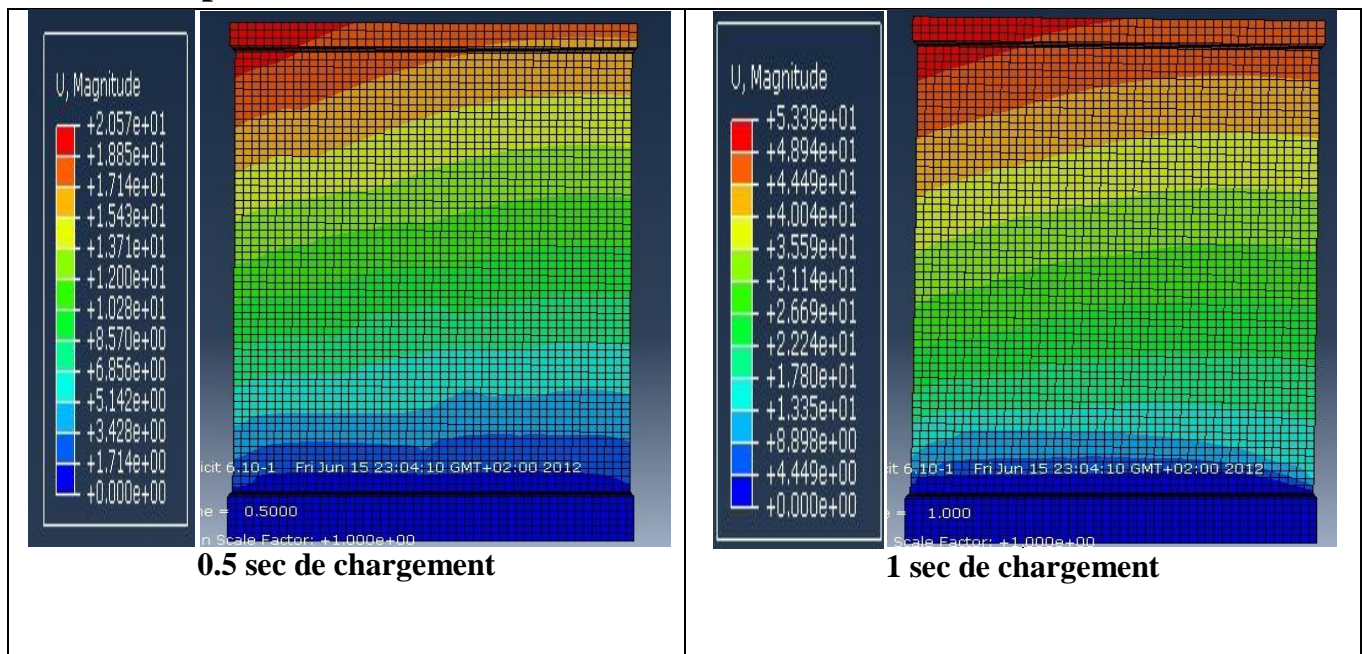 U, Magnitude
+2.057e+01
+1.885e+01
+1.714e+01
+1.543e+01
+1.371e+01
+1.200e+01
+1.028e+01
+8.570e+00
+6.856e+00
+5.142e+00
+3.428e+00
+1.714e+00
+0.000e+00
6.10-1 Fri Jun 15 23:04:10 GMT+02:00 2012
= 0.5000
Scale Factor: +1.000e+00
0.5 sec de chargement
U, Magnitude
+5.339e+01
+4.894e+01
+4.449e+01
+4.004e+01
+3.559e+01
+3.114e+01
+2.669e+01
+2.224e+01
+1.780e+01
+1.335e+01
+8.898e+00
+4.449e+00
+0.000e+00
6.10-1 Fri Jun 15 23:04:10 GMT+02:00 2012
= 1.000
Scale Factor: +1.000e+00
1 sec de chargement